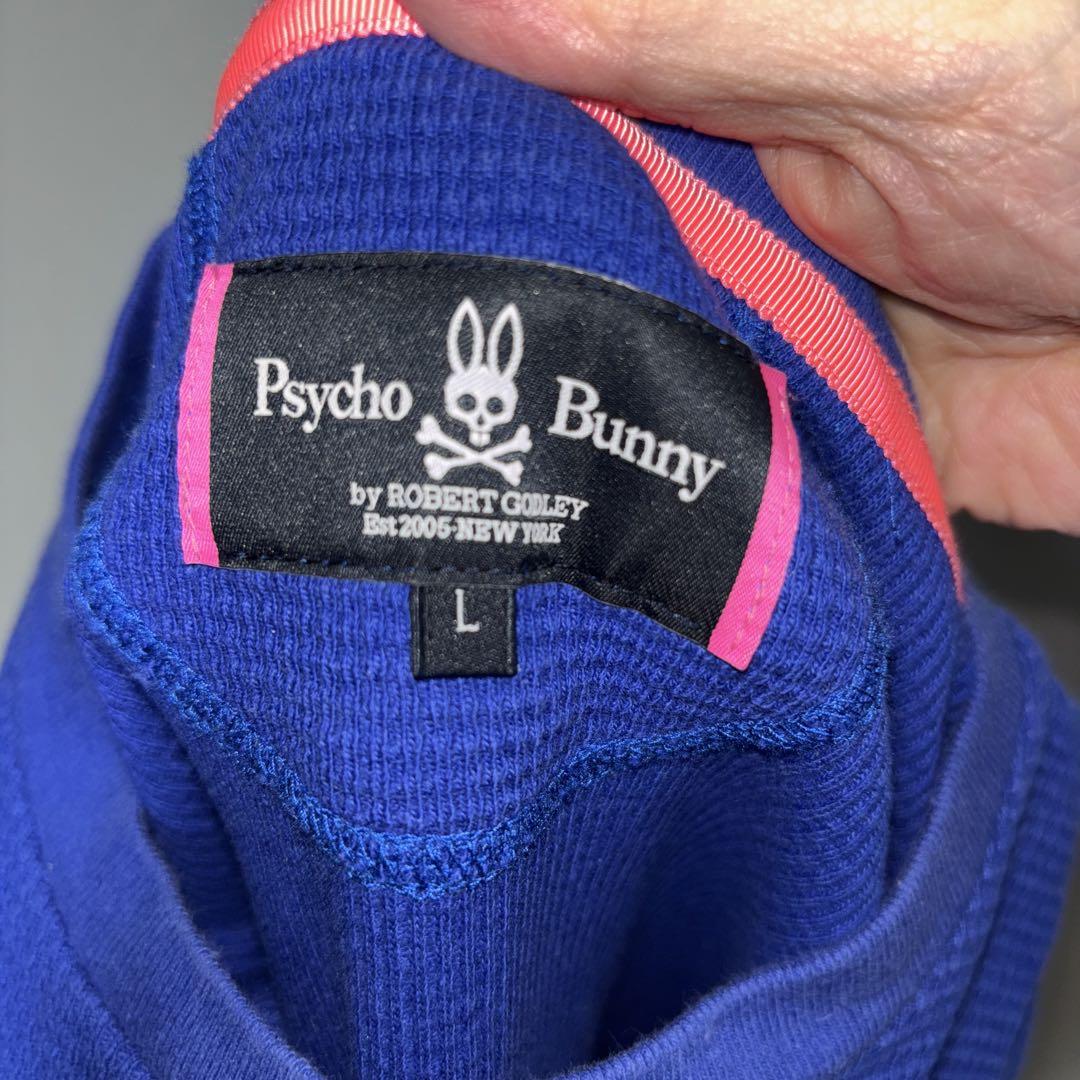 Psycho Bunny
by ROBERT GODLEY
Est 2005-NEW YORK
L